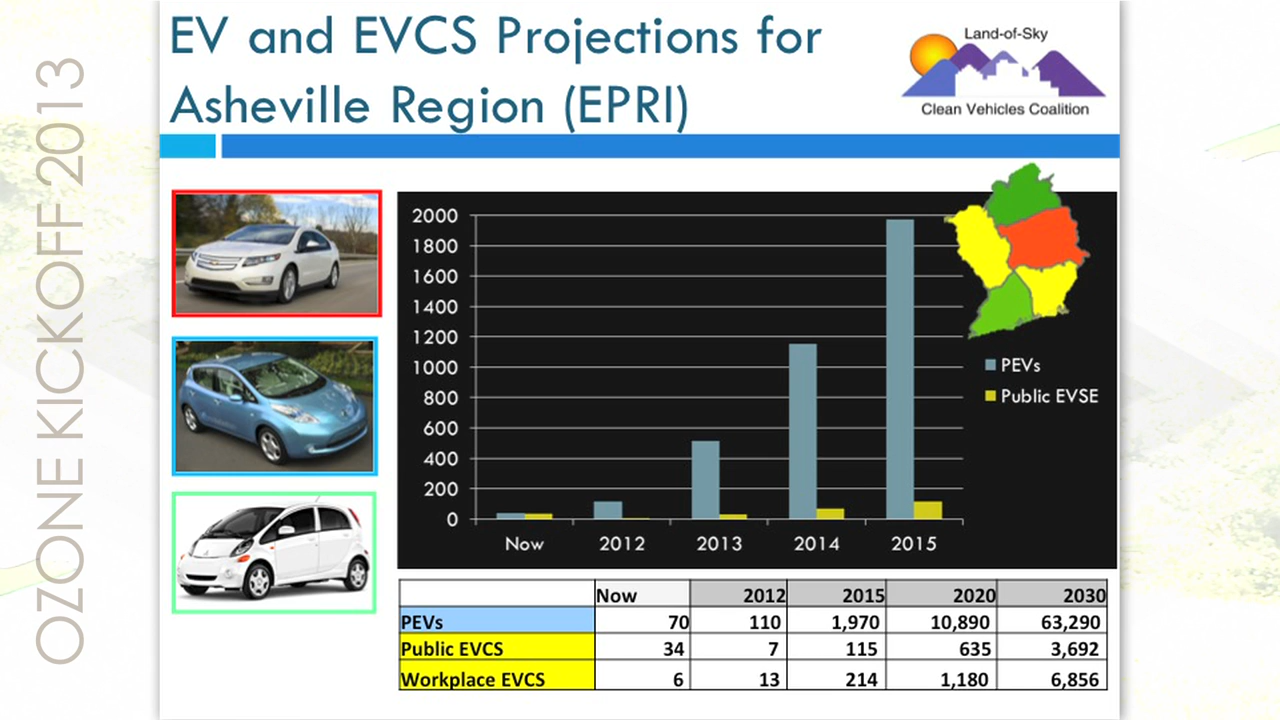 OZONE KICKOFF 2013
EV and EVCS Projections for
Asheville Region (EPRI)
Land-of-Sky
Clean Vehicles Coalition
2000
1800
1600
1400
1200
1000
800
600
400
200
0
Now 2012 2013 2014 2015
PEVs
Public EVSE
Now 2012 2015 2020 2030
PEVs 70 110 1,970 10,890 63,290
Public EVCS 34 7 115 635 3,692
Workplace EVCS 6 13 214 1,180 6,856